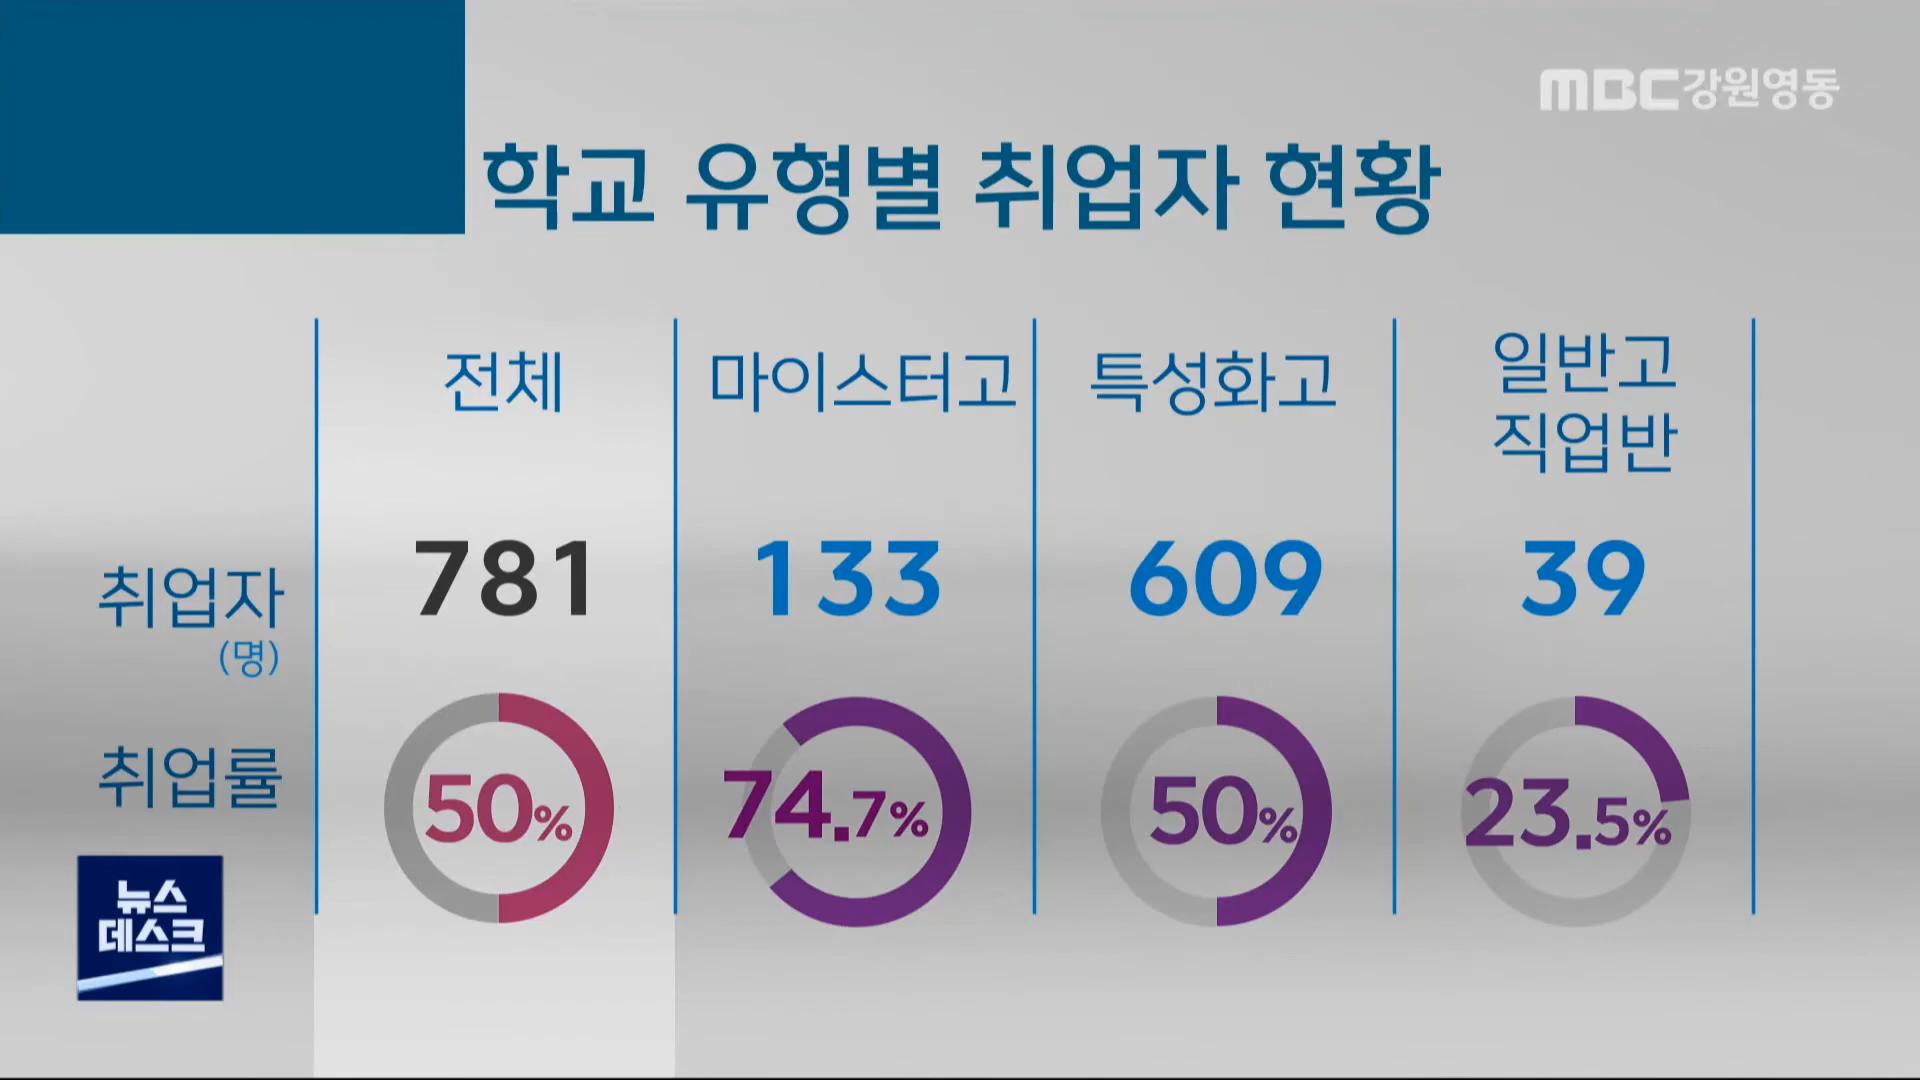 MBC강원영동
학교 유형별 취업자 현황
전체 마이스터고 특성화고 일반고 직업반
취업자 781 133 609 39
(명)
취업률 50% 74.7% 50% 23.5%
뉴스
데스크